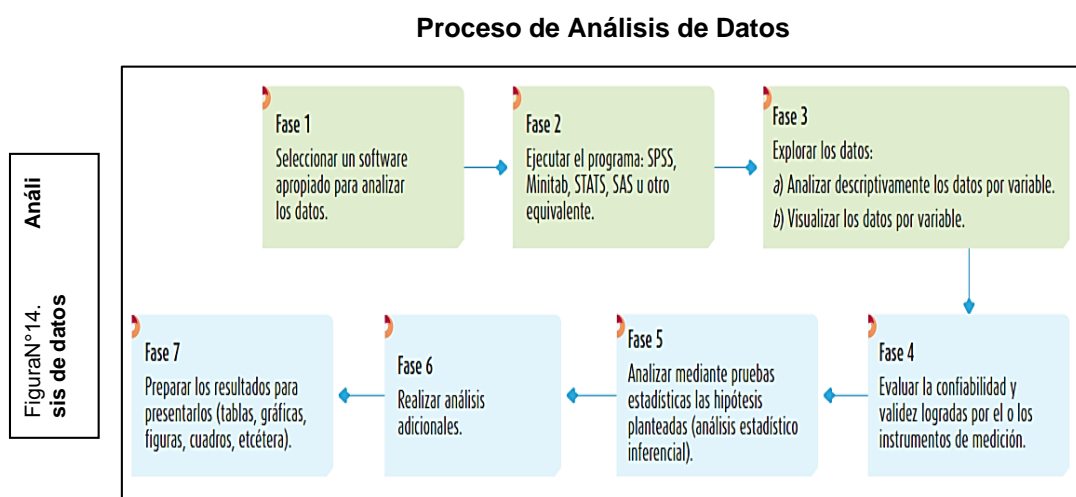 Proceso de Análisis de Datos
FiguraN°14. Análi
sis de datos
Fase 1
Seleccionar un software
apropiado para analizar
los datos.
Fase 2
Ejecutar el programa: SPSS,
Minitab, STATS, SAS u otro
equivalente.
Fase 3
Explorar los datos:
a) Analizar descriptivamente los datos por variable.
b) Visualizar los datos por variable.
Fase 4
Evaluar la confiabilidad y
validez logradas por el o los
instrumentos de medición.
Fase 5
Analizar mediante pruebas
estadísticas las hipótesis
planteadas (análisis estadístico
inferencial).
Fase 6
Realizar análisis
adicionales.
Fase 7
Preparar los resultados para
presentarlos (tablas, gráficas,
figuras, cuadros, etcétera).